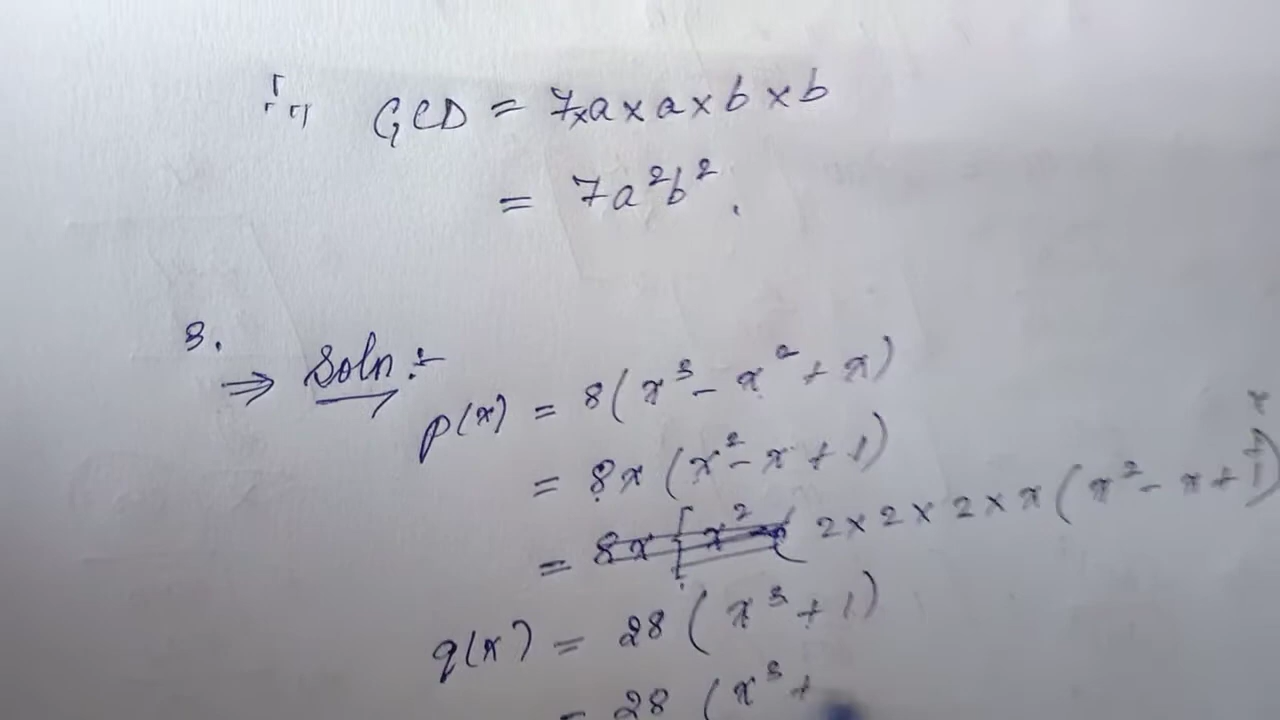 ∴ GCD = 7×a×a×b×b
= 7a²b².
3.
⇒ Soln:-
p(x) = 8(x³-x²+x)
= 8x(x²-x+1)
= 2×2×2×x(x²-x+1)
q(x) = 28(x³+1)
= 28(x³+